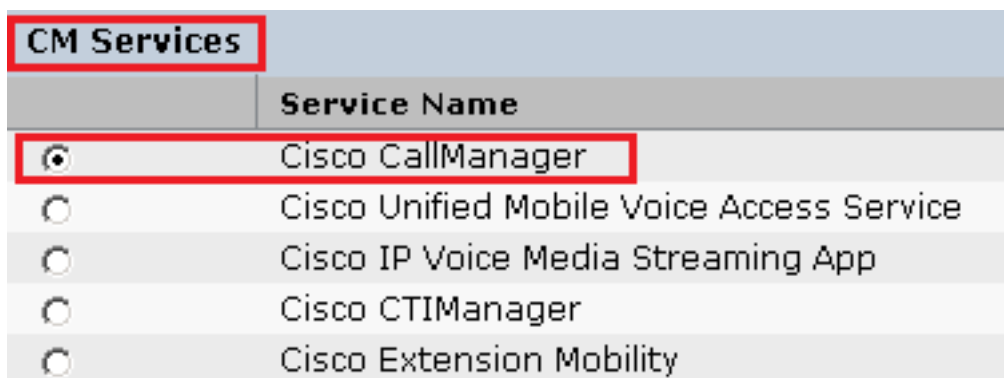 CM Services
Service Name
Cisco CallManager
Cisco Unified Mobile Voice Access Service
Cisco IP Voice Media Streaming App
Cisco CTIManager
Cisco Extension Mobility